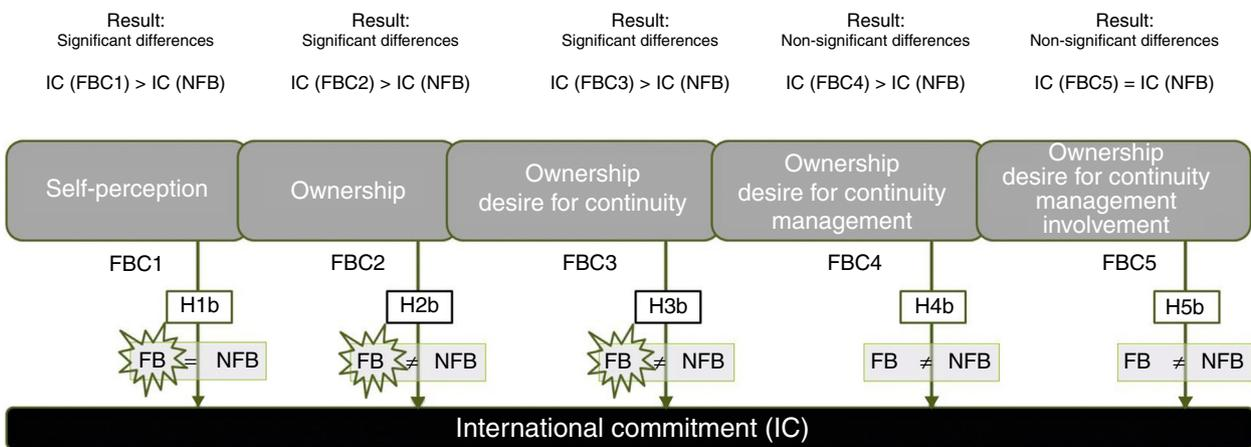 Result:
Significant differences
IC (FBC1) > IC (NFB)
Result:
Significant differences
IC (FBC2) > IC (NFB)
Result:
Significant differences
IC (FBC3) > IC (NFB)
Result:
Non-significant differences
IC (FBC4) > IC (NFB)
Result:
Non-significant differences
IC (FBC5) = IC (NFB)
Self-perception
Ownership
Ownership
desire for continuity
Ownership
desire for continuity
management
Ownership
desire for continuity
management
involvement
FBC1
FBC2
FBC3
FBC4
FBC5
H1b
H2b
H3b
H4b
H5b
FB = NFB
FB ≠ NFB
FB ≠ NFB
FB ≠ NFB
FB ≠ NFB
International commitment (IC)